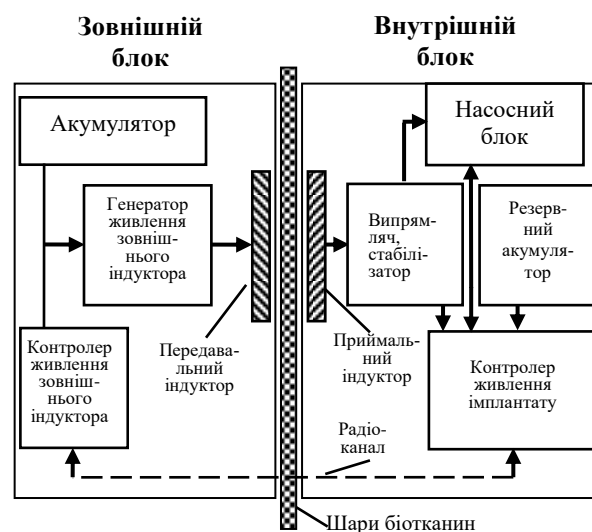 Зовнішній
блок
Внутрішній
блок
Акумулятор
Насосний
блок
Генератор
живлення
зовніш-
нього
індуктора
Випрям-
ляч,
стабілі-
затор
Резерв-
ний
акумуля-
тор
Контролер
живлення
зовніш-
нього
індуктора
Передава-
льний
індуктор
Приймаль-
ний
індуктор
Контролер
живлення
імплантату
Радіо-
канал
Шари біотканин